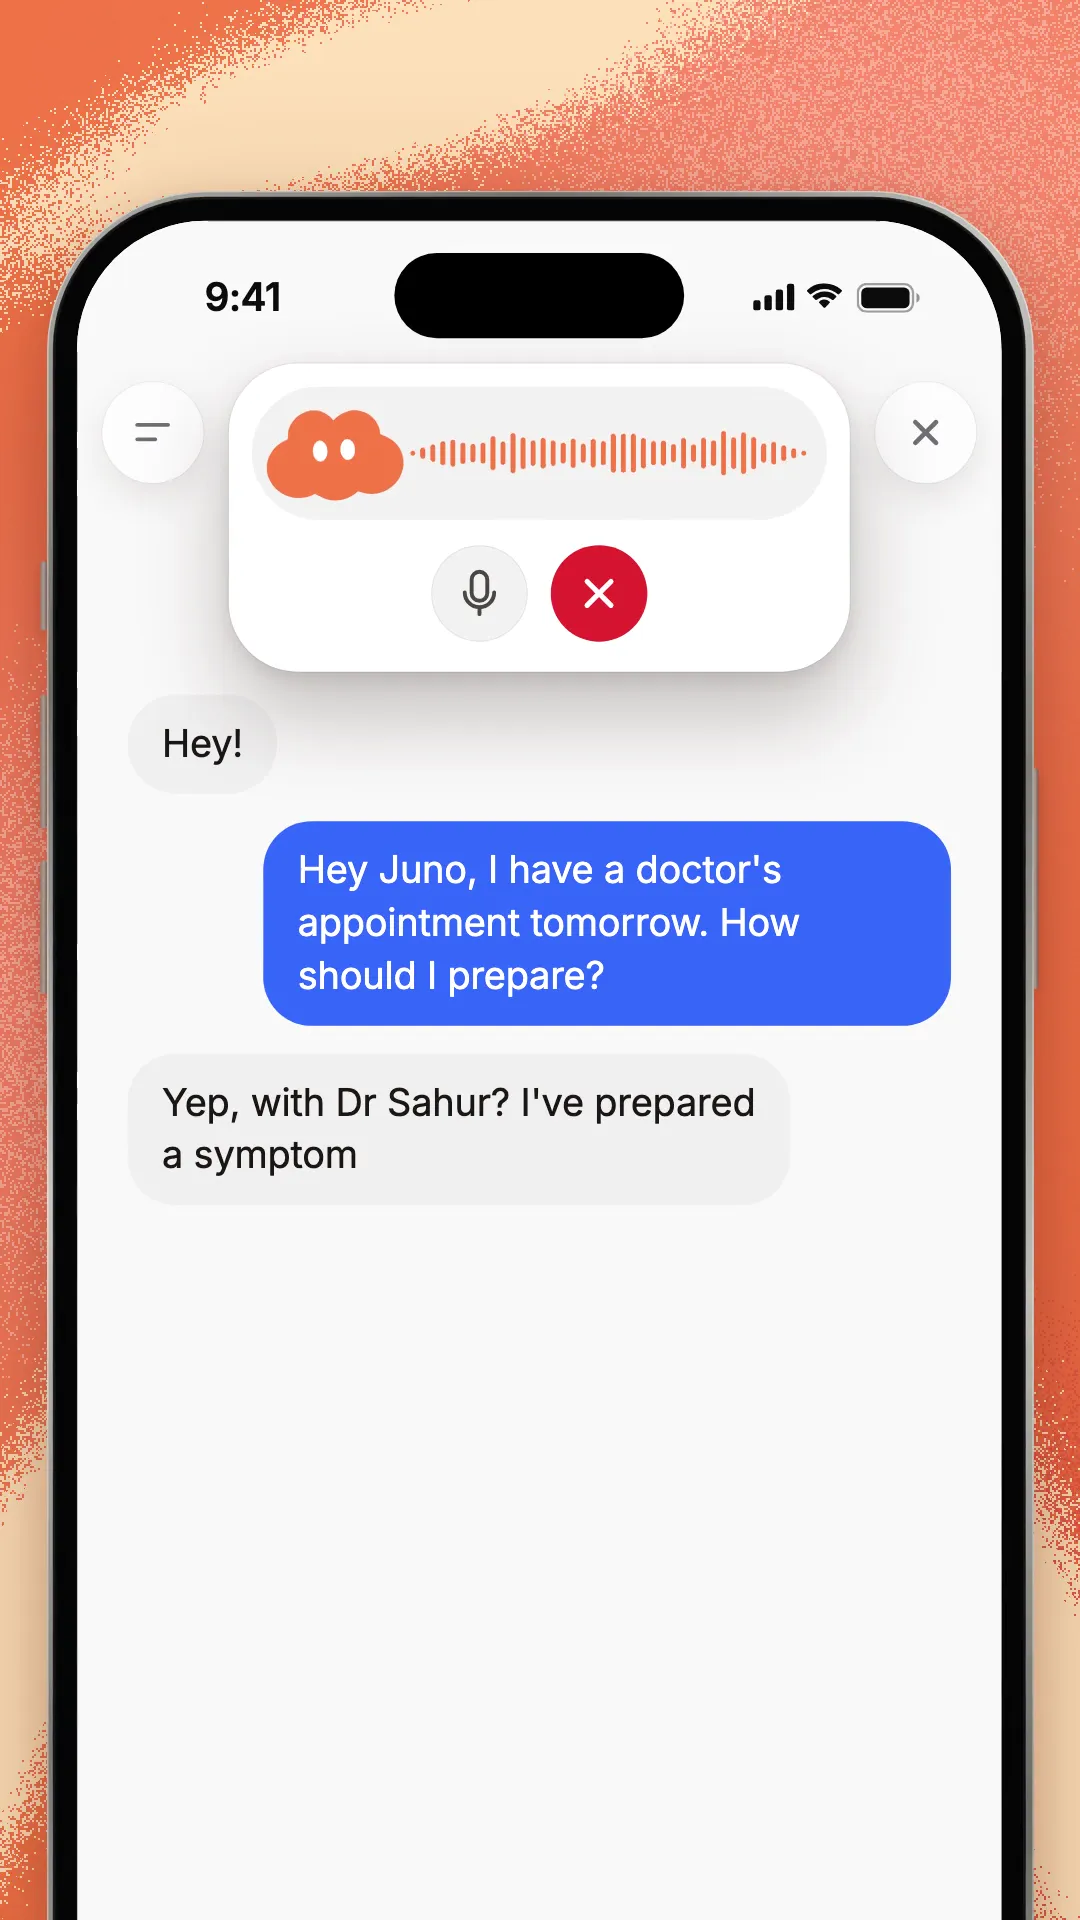 9:41
Hey!
Hey Juno, I have a doctor's
appointment tomorrow. How
should I prepare?
Yep, with Dr Sahur? I've prepared
a symptom